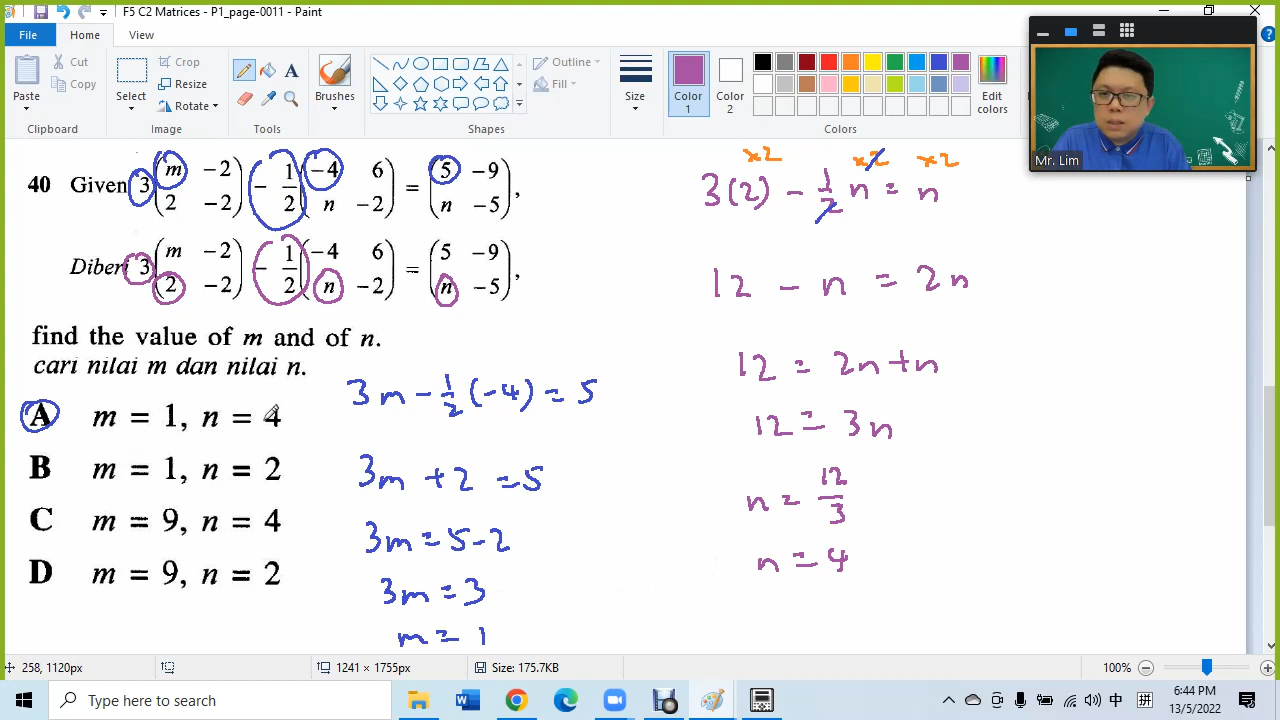 F5 C2 Matrices - P1_page-0011 - Paint
File Home View
Paste Cut Copy Clipboard
Select Crop Resize Rotate Image
Tools
Brushes
Outline Fill Shapes
Size
Color 1 Color 2 Edit colors Colors
Mr. Lim
40 Given 3 (m −2 2 −2) − 1/2 (−4 6 n −2) = (5 −9 n −5),
Diberi 3 (m −2 2 −2) − 1/2 (−4 6 n −2) = (5 −9 n −5),
find the value of m and of n.
cari nilai m dan nilai n.
A m = 1, n = 4
B m = 1, n = 2
C m = 9, n = 4
D m = 9, n = 2
3m − 1/2 (−4) = 5
3m + 2 = 5
3m = 5 − 2
3m = 3
m = 1
×2 ×2 ×2
3(2) − 1/2 n = n
12 − n = 2n
12 = 2n + n
12 = 3n
n = 12/3
n = 4
258, 1120px 1241 × 1755px Size: 175.7KB 100%
Type here to search
中 拼 6:44 PM
13/5/2022